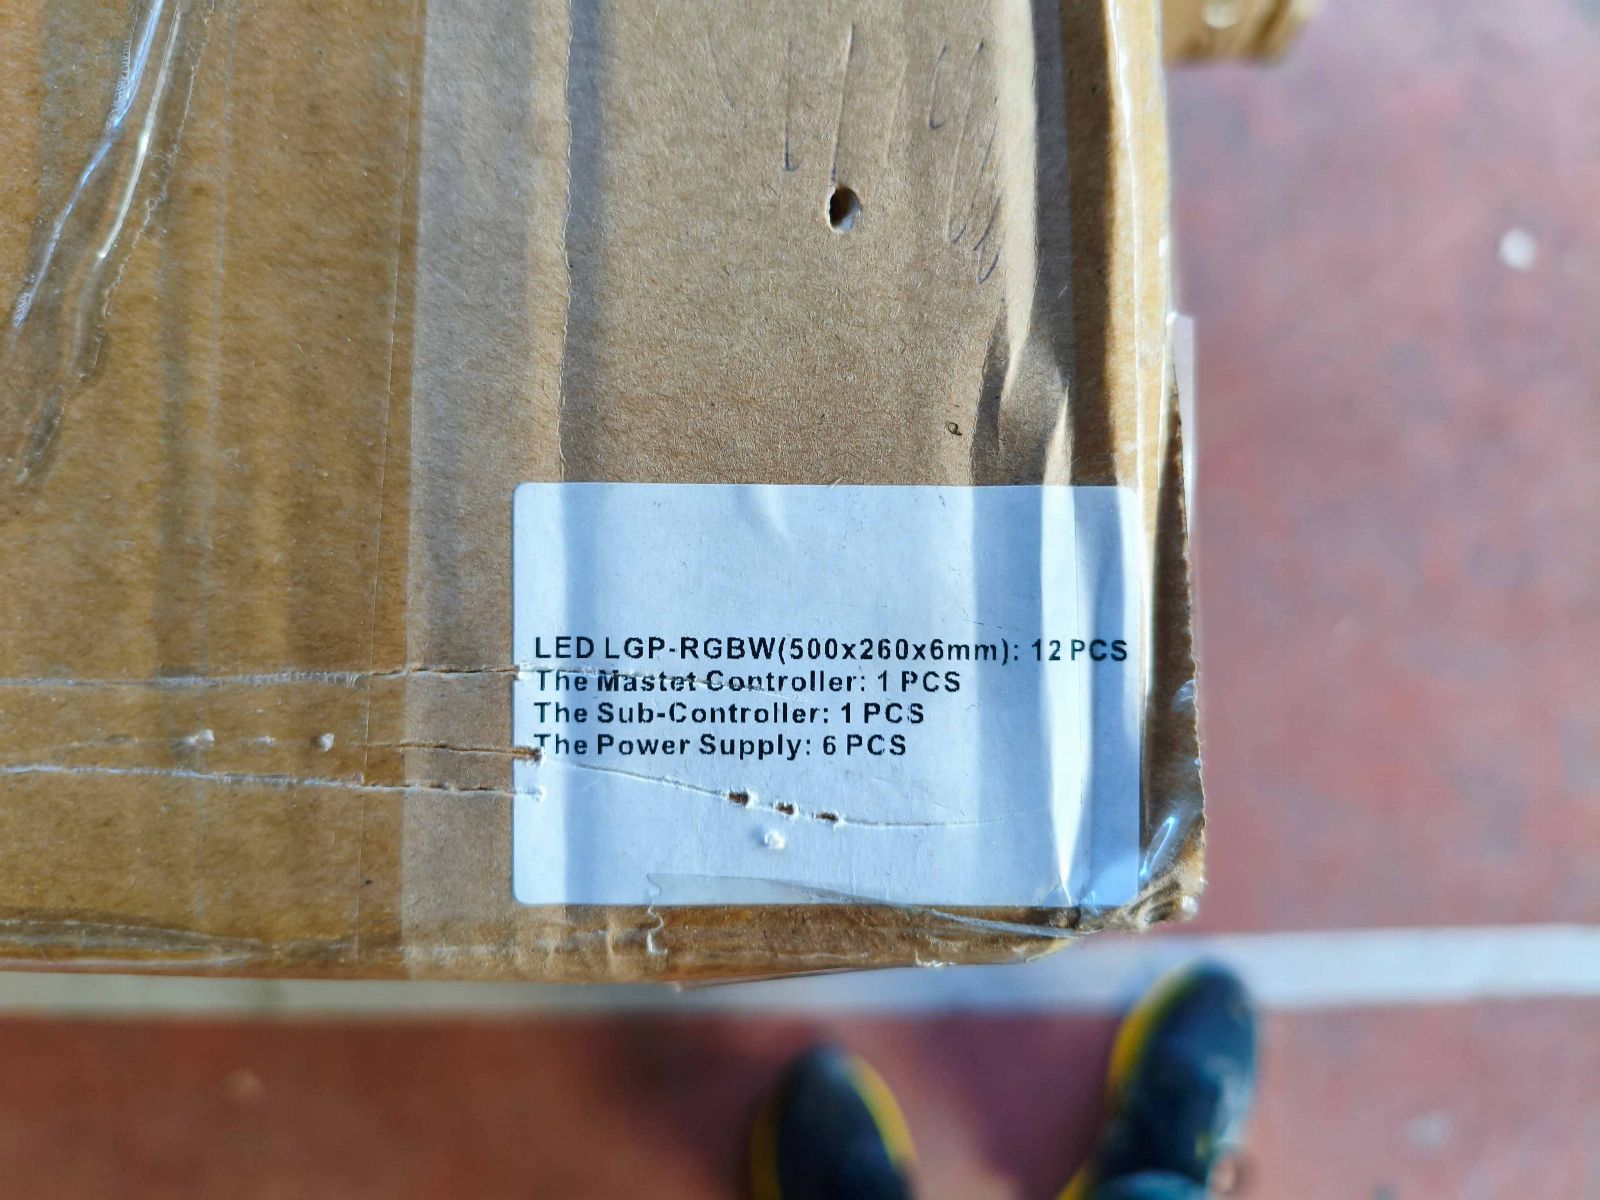 LED LGP-RGBW(500x260x6mm): 12 PCS
The Mastet Controller: 1 PCS
The Sub-Controller: 1 PCS
The Power Supply: 6 PCS